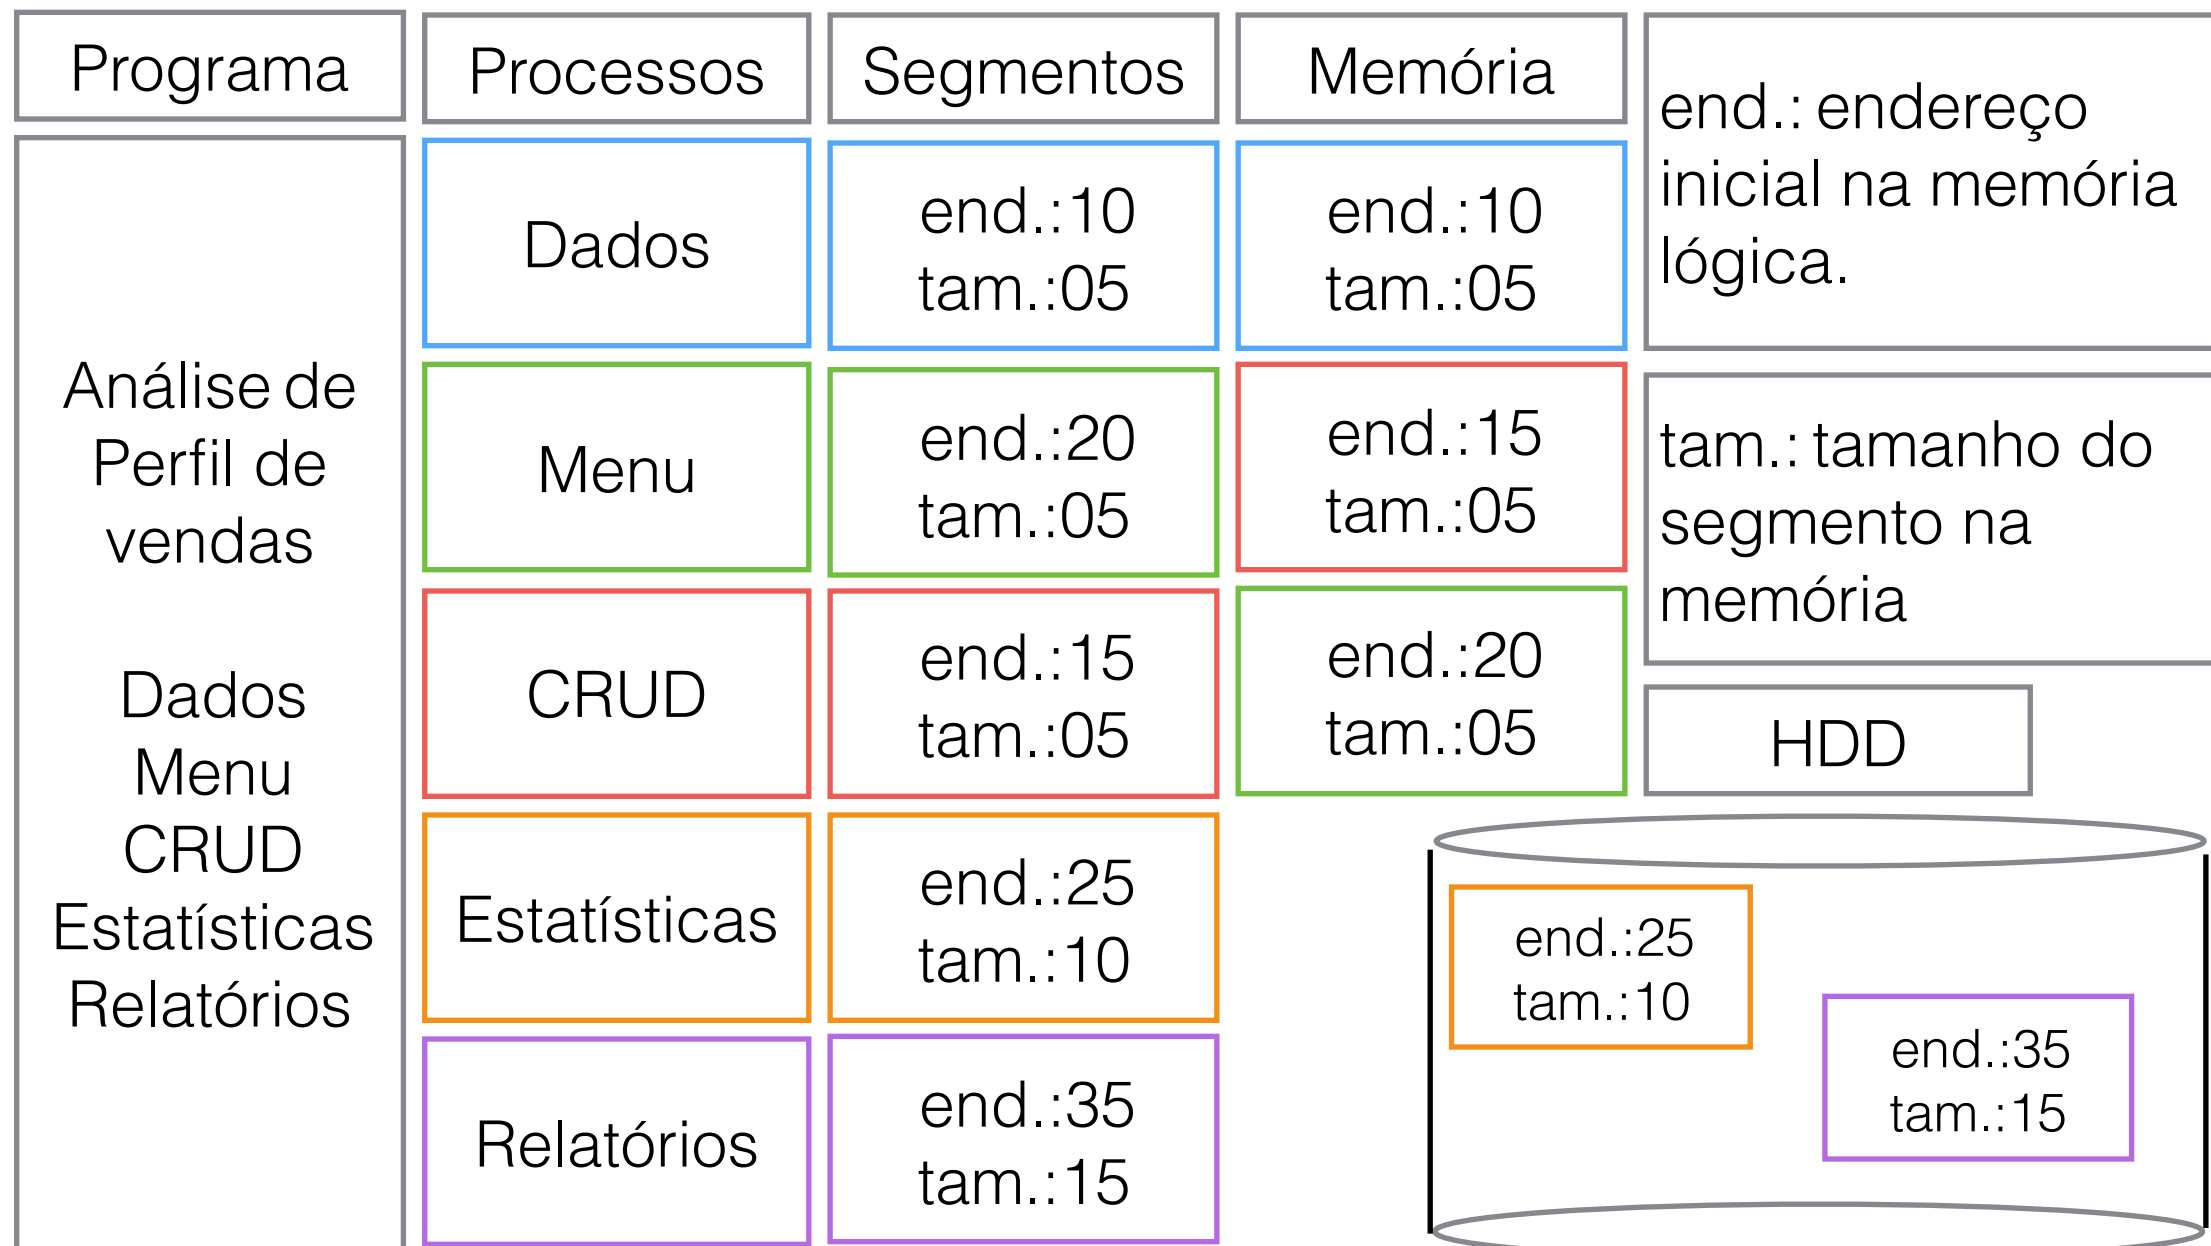 Programa
Análise de
Perfil de
vendas
Dados
Menu
CRUD
Estatísticas
Relatórios
Processos
Dados
Menu
CRUD
Estatísticas
Relatórios
Segmentos
end.:10
tam.:05
end.:20
tam.:05
end.:15
tam.:05
end.:25
tam.:10
end.:35
tam.:15
Memória
end.:10
tam.:05
end.:15
tam.:05
end.:20
tam.:05
end.: endereço
inicial na memória
lógica.
tam.: tamanho do
segmento na
memória
HDD
end.:25
tam.:10
end.:35
tam.:15